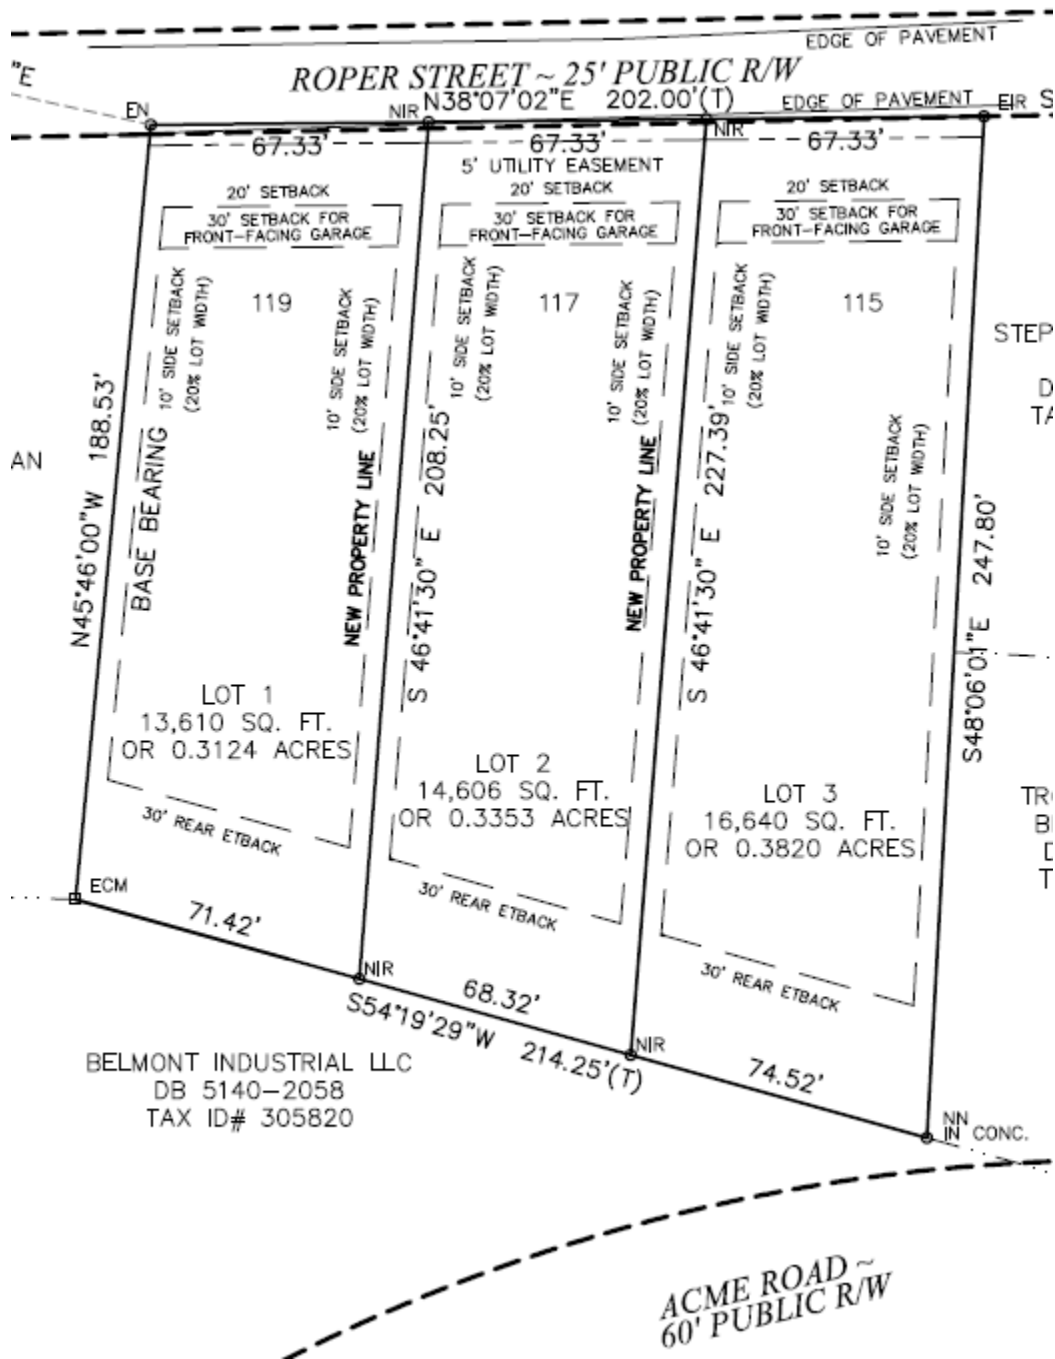 EDGE OF PAVEMENT
"E
ROPER STREET ~ 25' PUBLIC R/W
EN
NIR
N38°07'02"E 202.00'(T)
EDGE OF PAVEMENT
EIR
S
NIR
67.33'
67.33'
67.33'
5' UTILITY EASEMENT
20' SETBACK
20' SETBACK
20' SETBACK
30' SETBACK FOR
FRONT-FACING GARAGE
30' SETBACK FOR
FRONT-FACING GARAGE
30' SETBACK FOR
FRONT-FACING GARAGE
119
117
115
10' SIDE SETBACK
(20% LOT WIDTH)
10' SIDE SETBACK
(20% LOT WIDTH)
10' SIDE SETBACK
(20% LOT WIDTH)
10' SIDE SETBACK
(20% LOT WIDTH)
10' SIDE SETBACK
(20% LOT WIDTH)
10' SIDE SETBACK
(20% LOT WIDTH)
STEP
D
TA
AN
N45°46'00"W 188.53'
BASE BEARING
NEW PROPERTY LINE
S 46°41'30" E 208.25'
NEW PROPERTY LINE
S 46°41'30" E 227.39'
S48°06'01"E 247.80'
LOT 1
13,610 SQ. FT.
OR 0.3124 ACRES
LOT 2
14,606 SQ. FT.
OR 0.3353 ACRES
LOT 3
16,640 SQ. FT.
OR 0.3820 ACRES
TRO
BE
D
T
30' REAR ETBACK
30' REAR ETBACK
30' REAR ETBACK
ECM
71.42'
NIR
68.32'
S54°19'29"W 214.25'(T)
NIR
74.52'
NN
IN CONC.
BELMONT INDUSTRIAL LLC
DB 5140-2058
TAX ID# 305820
ACME ROAD ~
60' PUBLIC R/W